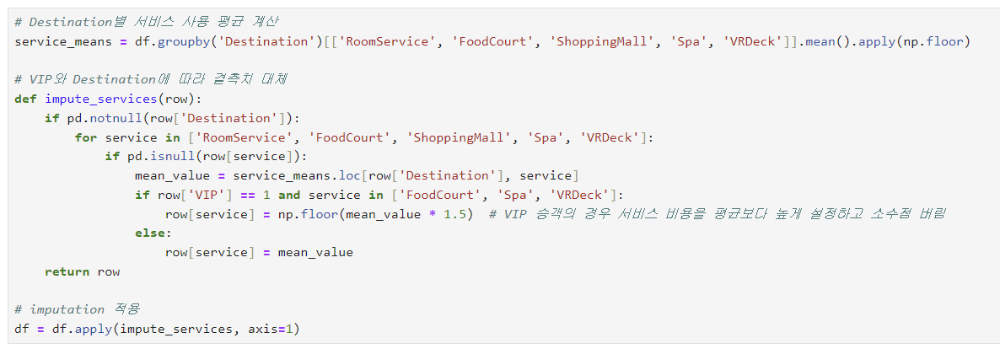 # Destination별 서비스 사용 평균 계산
service_means = df.groupby('Destination')[['RoomService', 'FoodCourt', 'ShoppingMall', 'Spa', 'VRDeck']].mean().apply(np.floor)
# VIP와 Destination에 따라 결측치 대체
def impute_services(row):
    if pd.notnull(row['Destination']):
        for service in ['RoomService', 'FoodCourt', 'ShoppingMall', 'Spa', 'VRDeck']:
            if pd.isnull(row[service]):
                mean_value = service_means.loc[row['Destination'], service]
                if row['VIP'] == 1 and service in ['FoodCourt', 'Spa', 'VRDeck']:
                    row[service] = np.floor(mean_value * 1.5)  # VIP 승객의 경우 서비스 비용을 평균보다 높게 설정하고 소수점 버림
                else:
                    row[service] = mean_value
    return row
# imputation 적용
df = df.apply(impute_services, axis=1)